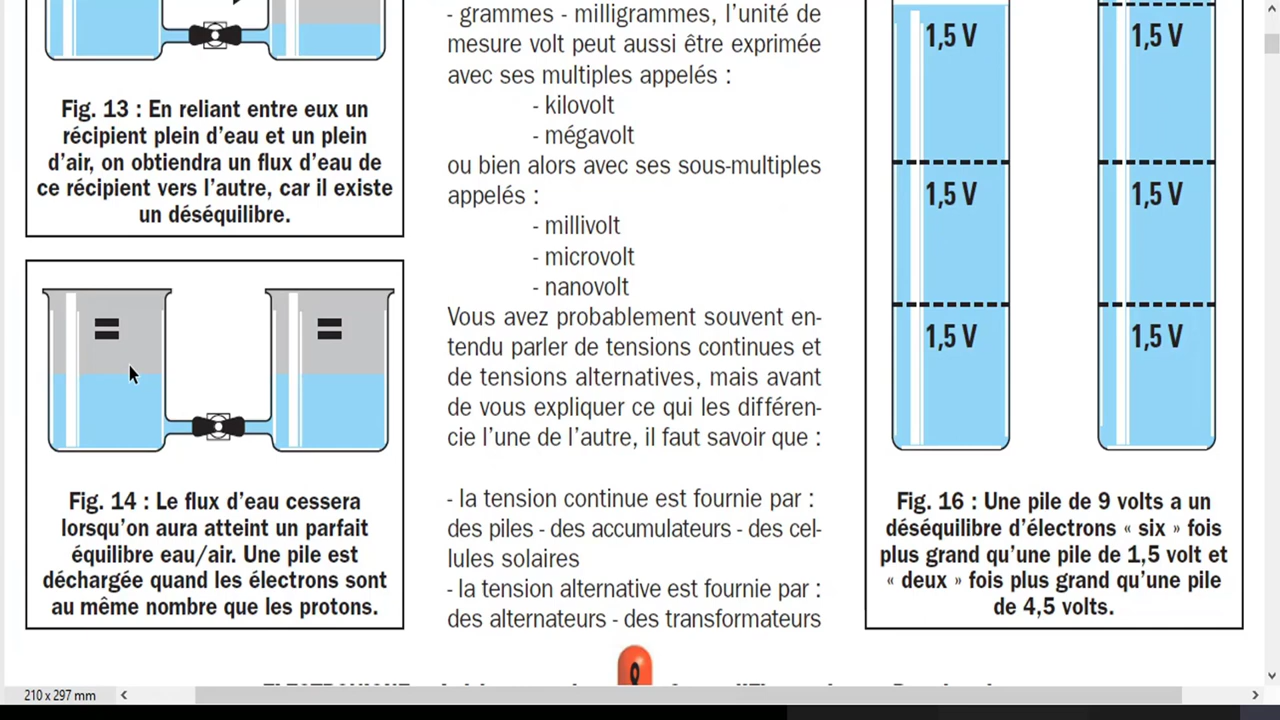 Fig. 13 : En reliant entre eux un
récipient plein d'eau et un plein
d'air, on obtiendra un flux d'eau de
ce récipient vers l'autre, car il existe
un déséquilibre.
=
=
Fig. 14 : Le flux d'eau cessera
lorsqu'on aura atteint un parfait
équilibre eau/air. Une pile est
déchargée quand les électrons sont
au même nombre que les protons.
- grammes - milligrammes, l'unité de
mesure volt peut aussi être exprimée
avec ses multiples appelés :
- kilovolt
- mégavolt
ou bien alors avec ses sous-multiples
appelés :
- millivolt
- microvolt
- nanovolt
Vous avez probablement souvent en-
tendu parler de tensions continues et
de tensions alternatives, mais avant
de vous expliquer ce qui les différen-
cie l'une de l'autre, il faut savoir que :
- la tension continue est fournie par :
des piles - des accumulateurs - des cel-
lules solaires
- la tension alternative est fournie par :
des alternateurs - des transformateurs
1,5 V
1,5 V
1,5 V
1,5 V
1,5 V
1,5 V
Fig. 16 : Une pile de 9 volts a un
déséquilibre d'électrons « six » fois
plus grand qu'une pile de 1,5 volt et
« deux » fois plus grand qu'une pile
de 4,5 volts.
210 x 297 mm